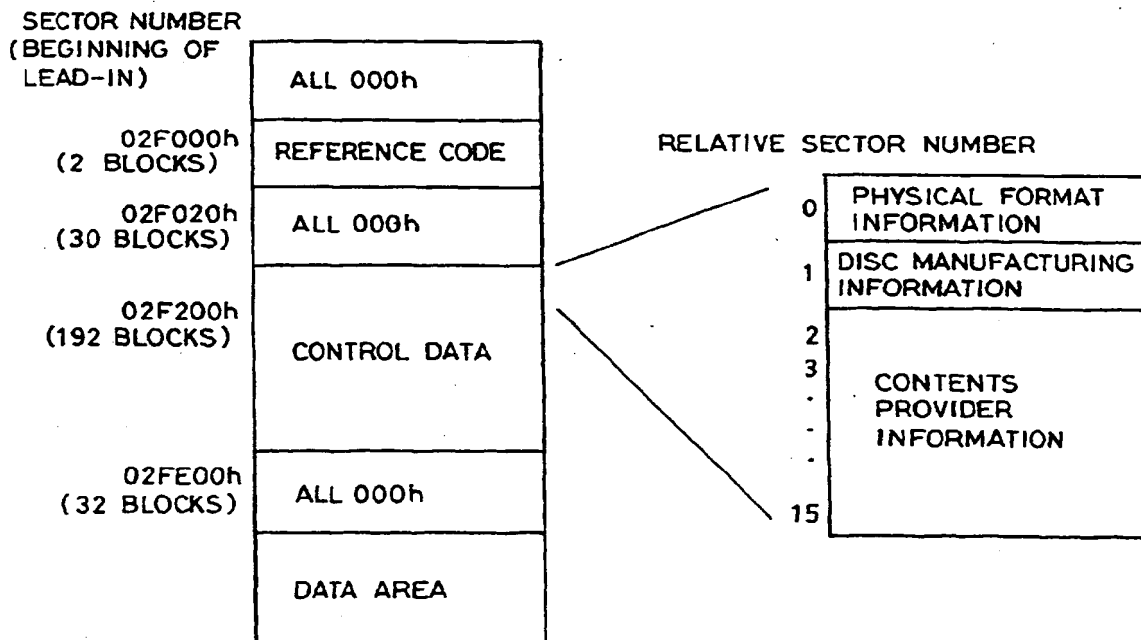 SECTOR NUMBER
(BEGINNING OF
LEAD-IN)
ALL 000h
02F000h
(2 BLOCKS)
REFERENCE CODE
02F020h
(30 BLOCKS)
ALL 000h
02F200h
(192 BLOCKS)
CONTROL DATA
02FE00h
(32 BLOCKS)
ALL 000h
DATA AREA
RELATIVE SECTOR NUMBER
0
PHYSICAL FORMAT
INFORMATION
1
DISC MANUFACTURING
INFORMATION
2
3
.
.
.
15
CONTENTS
PROVIDER
INFORMATION